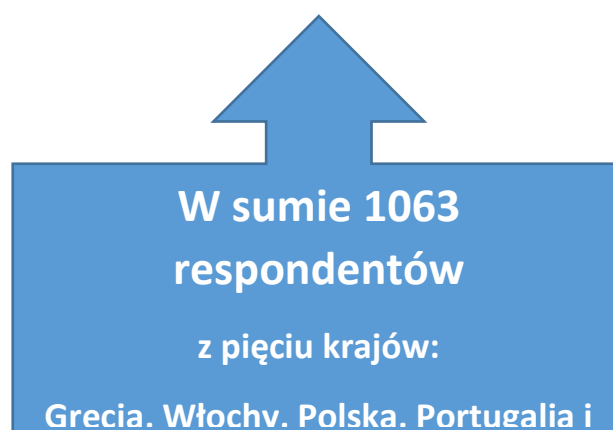 W sumie 1063
respondentów
z pięciu krajów:
Grecja, Włochy, Polska, Portugalia i